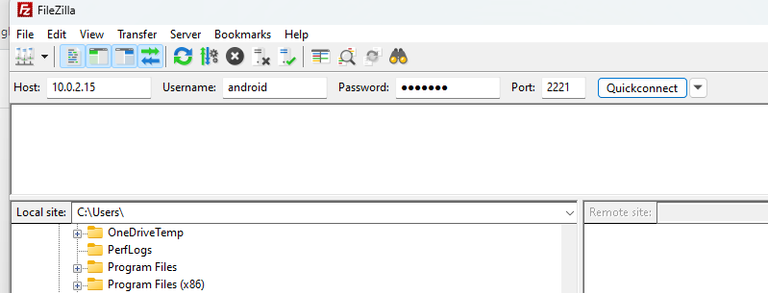 FileZilla
File Edit View Transfer Server Bookmarks Help
Host: 10.0.2.15 Username: android Password: ●●●●●●● Port: 2221 Quickconnect
Local site: C:\Users\ Remote site:
OneDriveTemp
PerfLogs
Program Files
Program Files (x86)